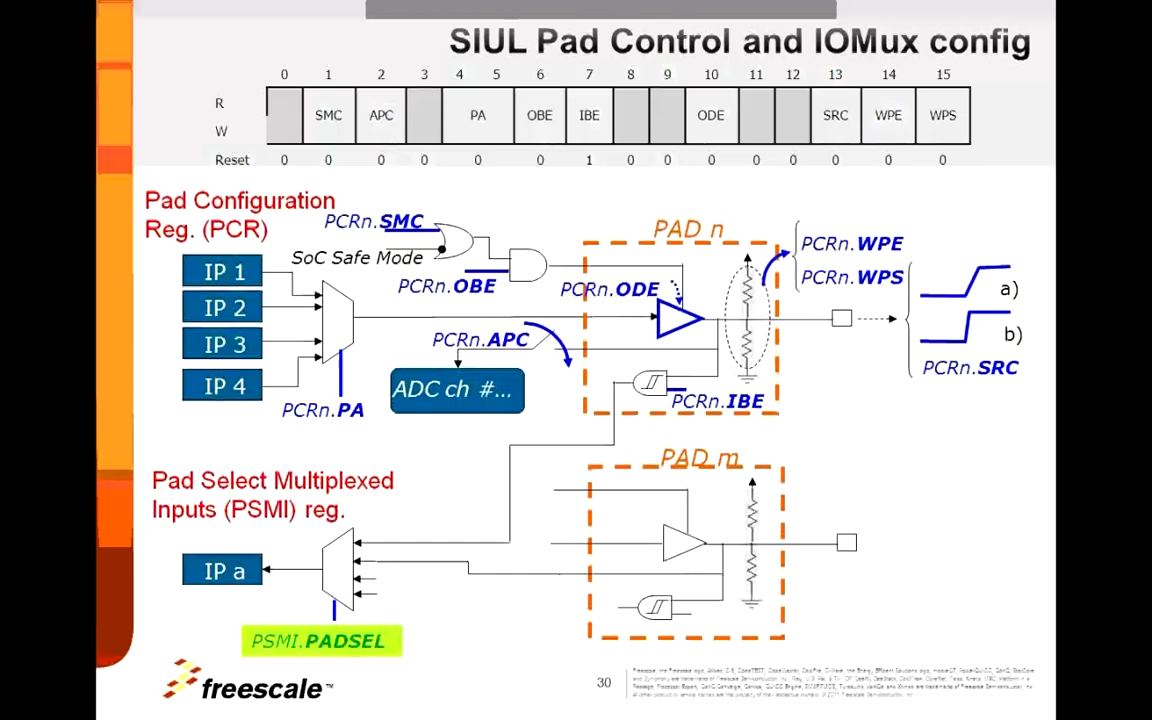 SIUL Pad Control and IOMux config
0 1 2 3 4 5 6 7 8 9 10 11 12 13 14 15
R
SMC APC PA OBE IBE ODE SRC WPE WPS
W
Reset 0 0 0 0 0 0 1 0 0 0 0 0 0 0 0
Pad Configuration
Reg. (PCR)
PCRn.SMC
SoC Safe Mode
PCRn.OBE
IP 1
IP 2
IP 3
IP 4
PCRn.PA
PCRn.APC
ADC ch #...
PAD n
PCRn.ODE
PCRn.IBE
PCRn.WPE
PCRn.WPS
a)
b)
PCRn.SRC
Pad Select Multiplexed
Inputs (PSMI) reg.
PAD m
IP a
PSMI.PADSEL
freescale™
30